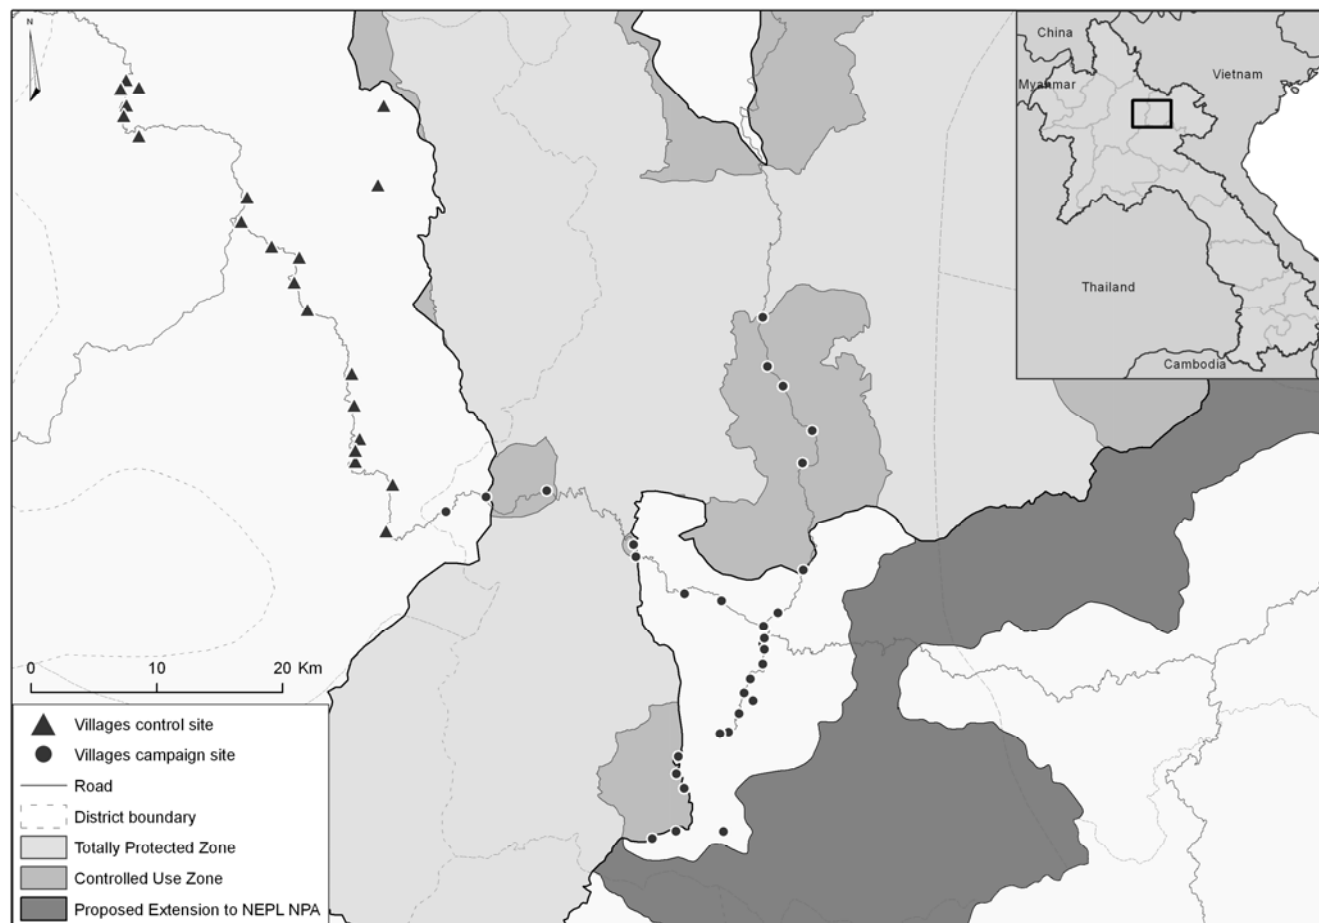 N
China
Myanmar
Vietnam
Thailand
Cambodia
0 10 20 Km
Villages control site
Villages campaign site
Road
District boundary
Totally Protected Zone
Controlled Use Zone
Proposed Extension to NEPL NPA